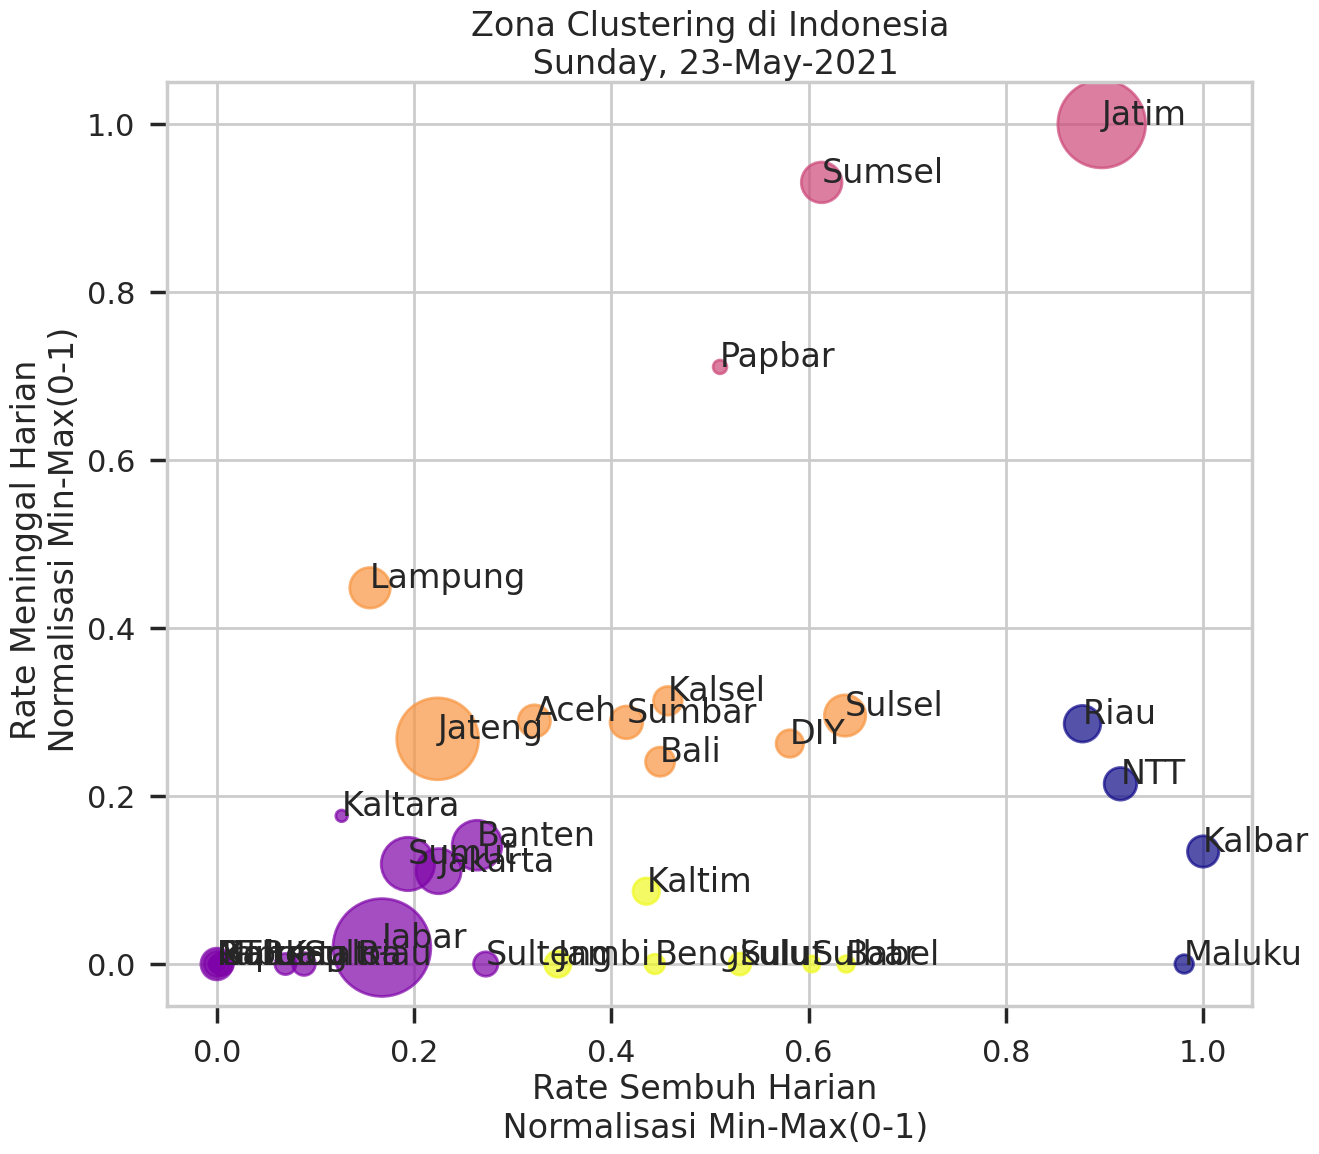 Zona Clustering di Indonesia
Sunday, 23-May-2021
Rate Meninggal Harian
Normalisasi Min-Max(0-1)
1.0
0.8
0.6
0.4
0.2
0.0
Jatim
Sumsel
Papbar
Lampung
Kalsel
Aceh
Sumbar
Sulsel
Jateng
DIY
Bali
Riau
NTT
Kaltara
Banten
Sumut
Jakarta
Kalbar
Kaltim
Jabar
Sulteng
Jambi
Bengkulu
Sulut
Sulbar
Babel
Maluku
0.0
0.2
0.4
0.6
0.8
1.0
Rate Sembuh Harian
Normalisasi Min-Max(0-1)